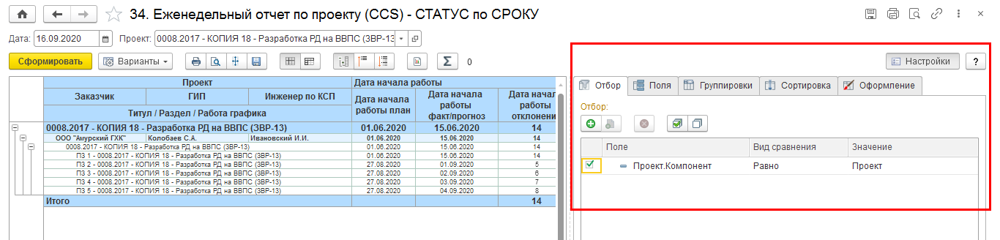 34. Еженедельный отчет по проекту (CCS) - СТАТУС по СРОКУ
Дата: 16.09.2020 Проект: 0008.2017 - КОПИЯ 18 - Разработка РД на ВВПС (ЗВР-13
Сформировать Варианты Σ 0 Настройки ?
Проект Дата начала работы
Заказчик ГИП Инженер по КСП Дата начала работы план Дата начала работы факт/прогноз Дата начал работы отклонени
Титул / Раздел / Работа графика
0008.2017 - КОПИЯ 18 - Разработка РД на ВВПС (ЗВР-13) 01.06.2020 15.06.2020 14
ООО "Амурский ГХК" Колобаев С.А. Ивановский И.И. 01.06.2020 15.06.2020 14
0008.2017 - КОПИЯ 18 - Разработка РД на ВВПС (ЗВР-13) 01.06.2020 15.06.2020 14
ПЗ 1 - 0008.2017 - КОПИЯ 18 - Разработка РД на ВВПС (ЗВР-13) 01.06.2020 15.06.2020 14
ПЗ 2 - 0008.2017 - КОПИЯ 18 - Разработка РД на ВВПС (ЗВР-13) 27.08.2020 01.09.2020 5
ПЗ 3 - 0008.2017 - КОПИЯ 18 - Разработка РД на ВВПС (ЗВР-13) 27.08.2020 02.09.2020 6
ПЗ 4 - 0008.2017 - КОПИЯ 18 - Разработка РД на ВВПС (ЗВР-13) 27.08.2020 03.09.2020 7
ПЗ 5 - 0008.2017 - КОПИЯ 18 - Разработка РД на ВВПС (ЗВР-13) 27.08.2020 04.09.2020 8
Итого 14
Отбор Поля Группировки Сортировка Оформление
Отбор:
Поле Вид сравнения Значение
Проект.Компонент Равно Проект